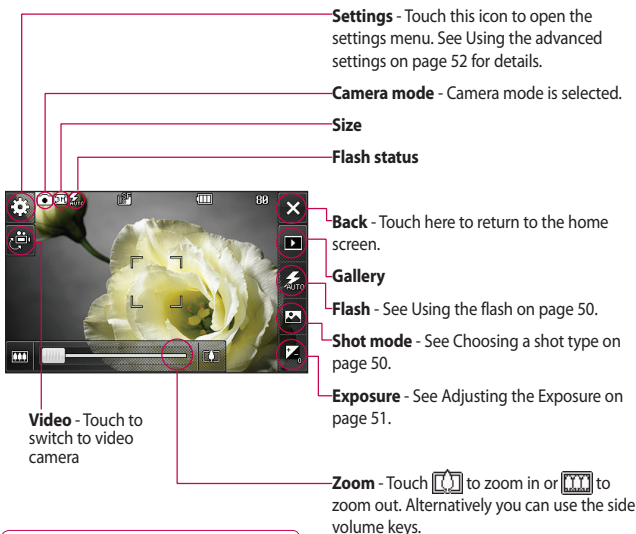 Settings - Touch this icon to open the
settings menu. See Using the advanced
settings on page 52 for details.
Camera mode - Camera mode is selected.
Size
Flash status
80
Back - Touch here to return to the home
screen.
Gallery
AUTO
AUTO
Flash - See Using the flash on page 50.
Shot mode - See Choosing a shot type on
page 50.
0
Exposure - See Adjusting the Exposure on
page 51.
Video - Touch to
switch to video
camera
Zoom - Touch to zoom in or to
zoom out. Alternatively you can use the side
volume keys.